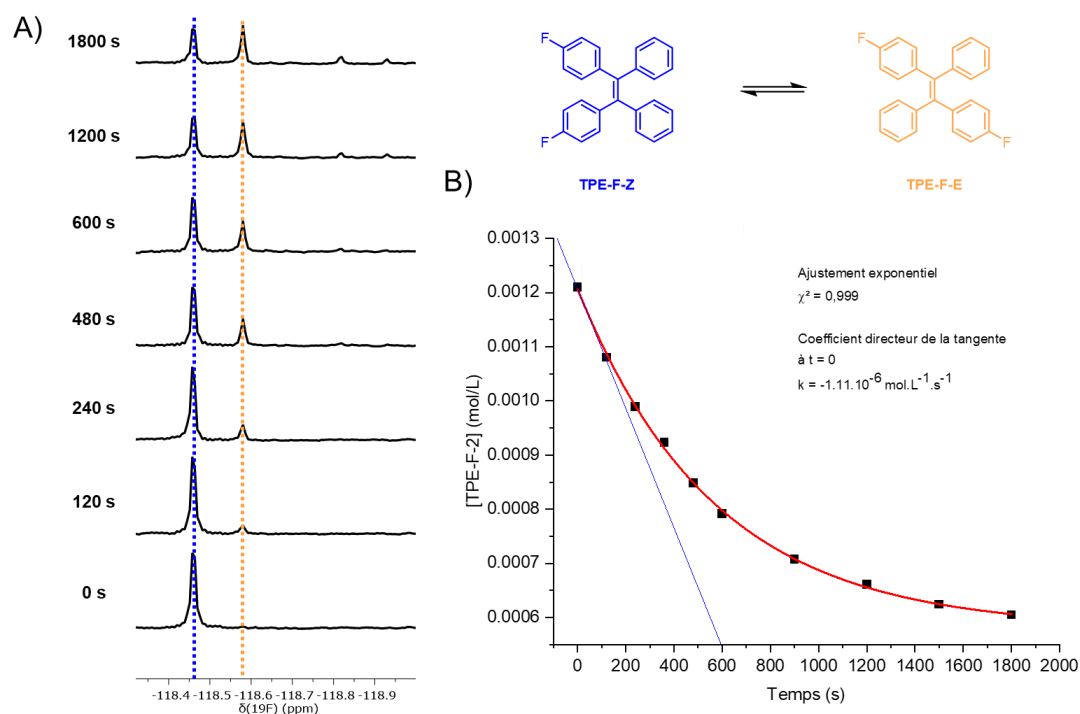 A)
1800 s
1200 s
600 s
480 s
240 s
120 s
0 s
-118.4 -118.5 -118.6 -118.7 -118.8 -118.9
δ(19F) (ppm)
F
F
TPE-F-Z
F
F
TPE-F-E
B)
0.0013
0.0012
0.0011
0.0010
0.0009
0.0008
0.0007
0.0006
[TPE-F-2] (mol/L)
Ajustement exponentiel
χ² = 0,999
Coefficient directeur de la tangente
à t = 0
k = -1.11.10⁻⁶ mol.L⁻¹.s⁻¹
0 200 400 600 800 1000 1200 1400 1600 1800 2000
Temps (s)